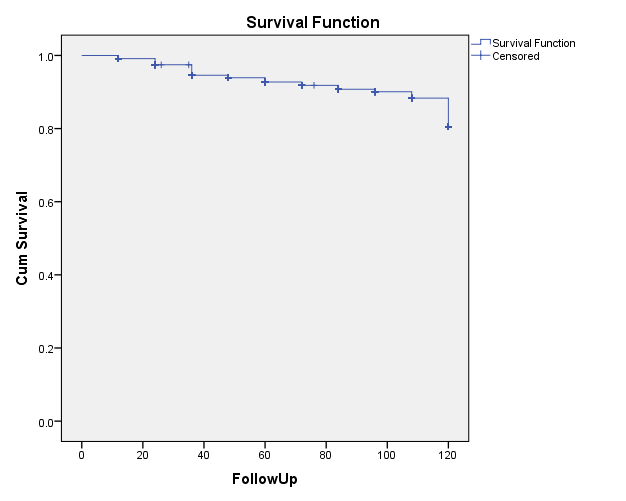 Survival Function
Survival Function
Censored
1.0
0.8
0.6
0.4
0.2
0.0
Cum Survival
0 20 40 60 80 100 120
FollowUp